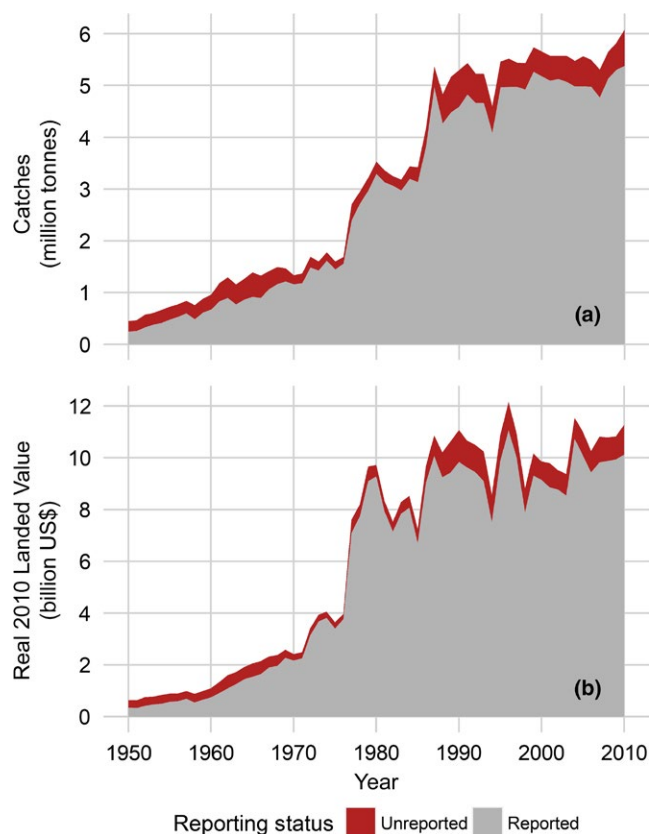 6
5
4
3
2
1
0
Catches
(million tonnes)
(a)
12
10
8
6
4
2
0
Real 2010 Landed Value
(billion US$)
(b)
1950 1960 1970 1980 1990 2000 2010
Year
Reporting status Unreported Reported